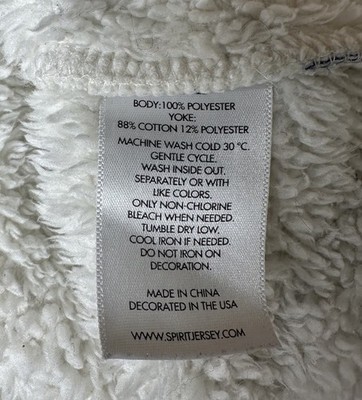 BODY:100% POLYESTER
YOKE:
88% COTTON 12% POLYESTER
MACHINE WASH COLD 30 °C.
GENTLE CYCLE.
WASH INSIDE OUT.
SEPARATELY OR WITH
LIKE COLORS.
ONLY NON-CHLORINE
BLEACH WHEN NEEDED.
TUMBLE DRY LOW.
COOL IRON IF NEEDED.
DO NOT IRON ON
DECORATION.
MADE IN CHINA
DECORATED IN THE USA
WWW.SPIRITJERSEY.COM